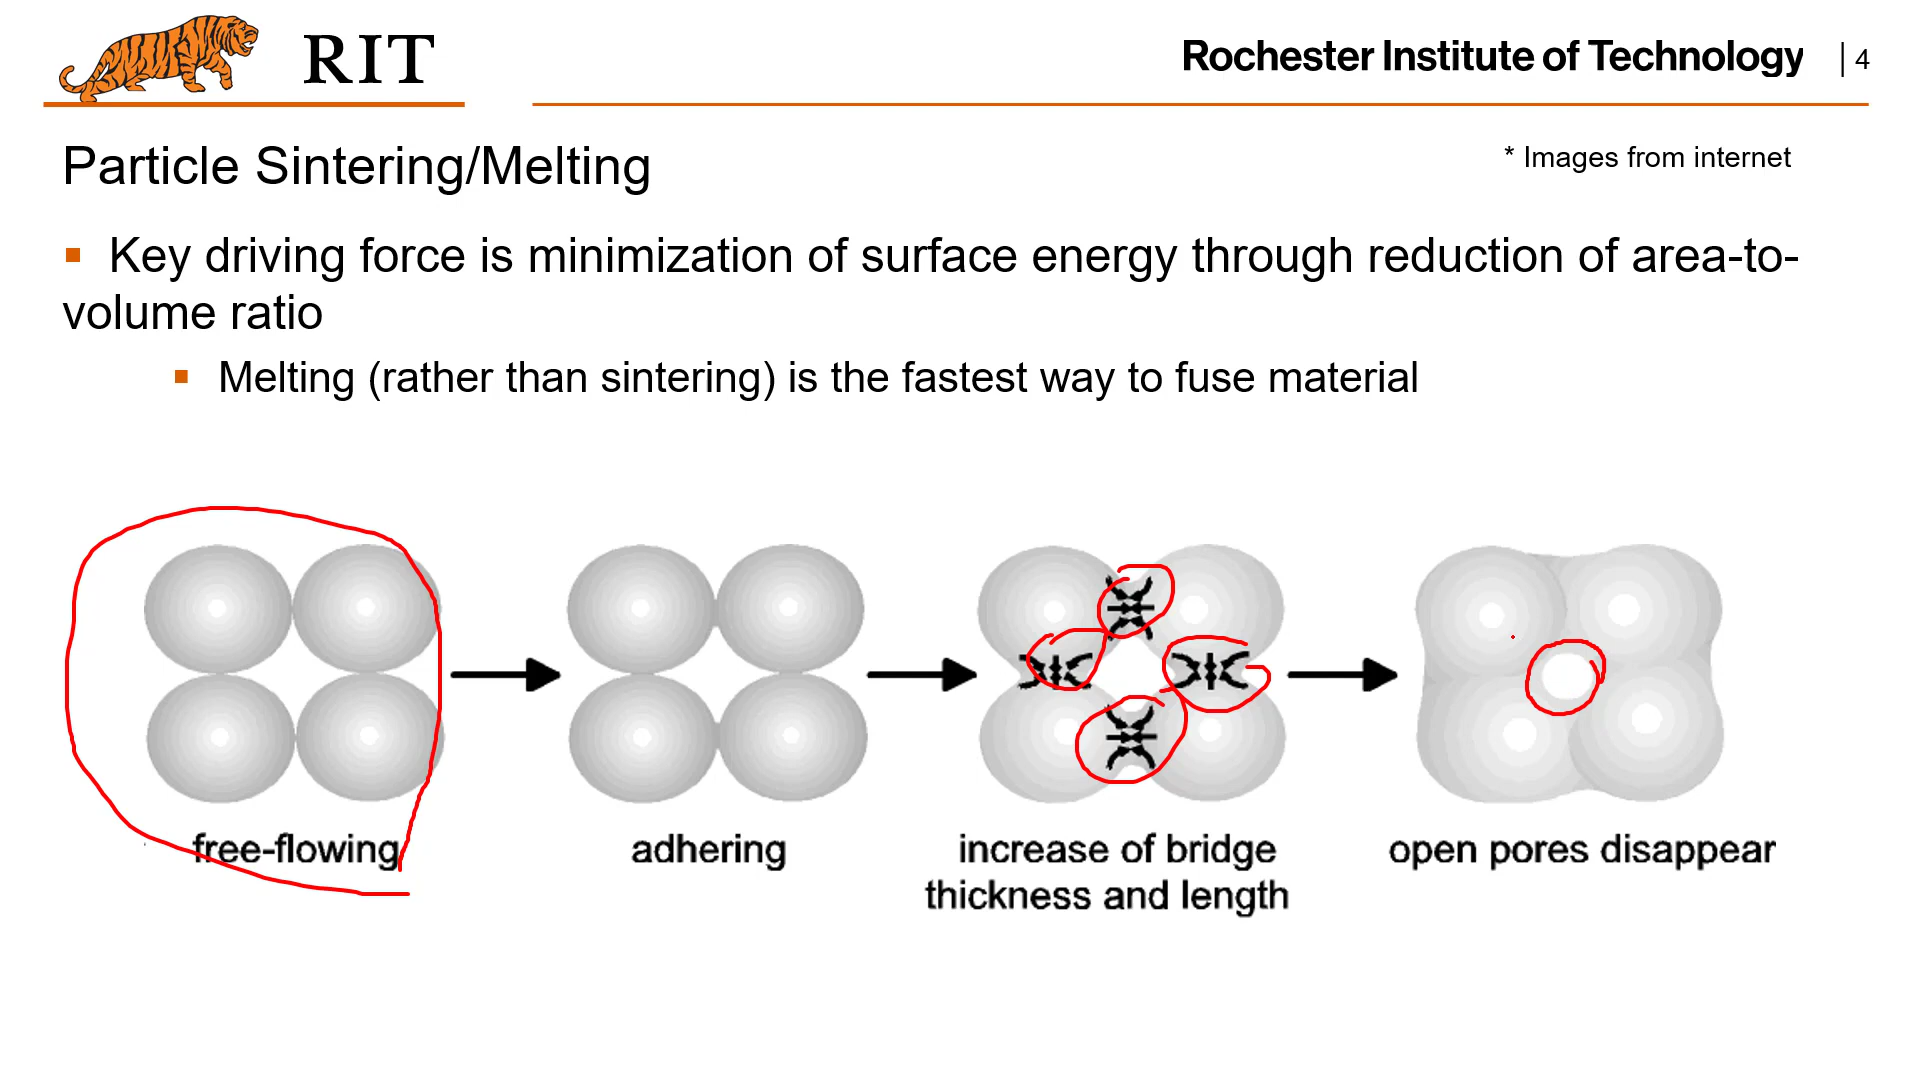 RIT
Rochester Institute of Technology | 4
Particle Sintering/Melting
* Images from internet
▪ Key driving force is minimization of surface energy through reduction of area-to-
volume ratio
▪ Melting (rather than sintering) is the fastest way to fuse material
free-flowing
adhering
increase of bridge
thickness and length
open pores disappear